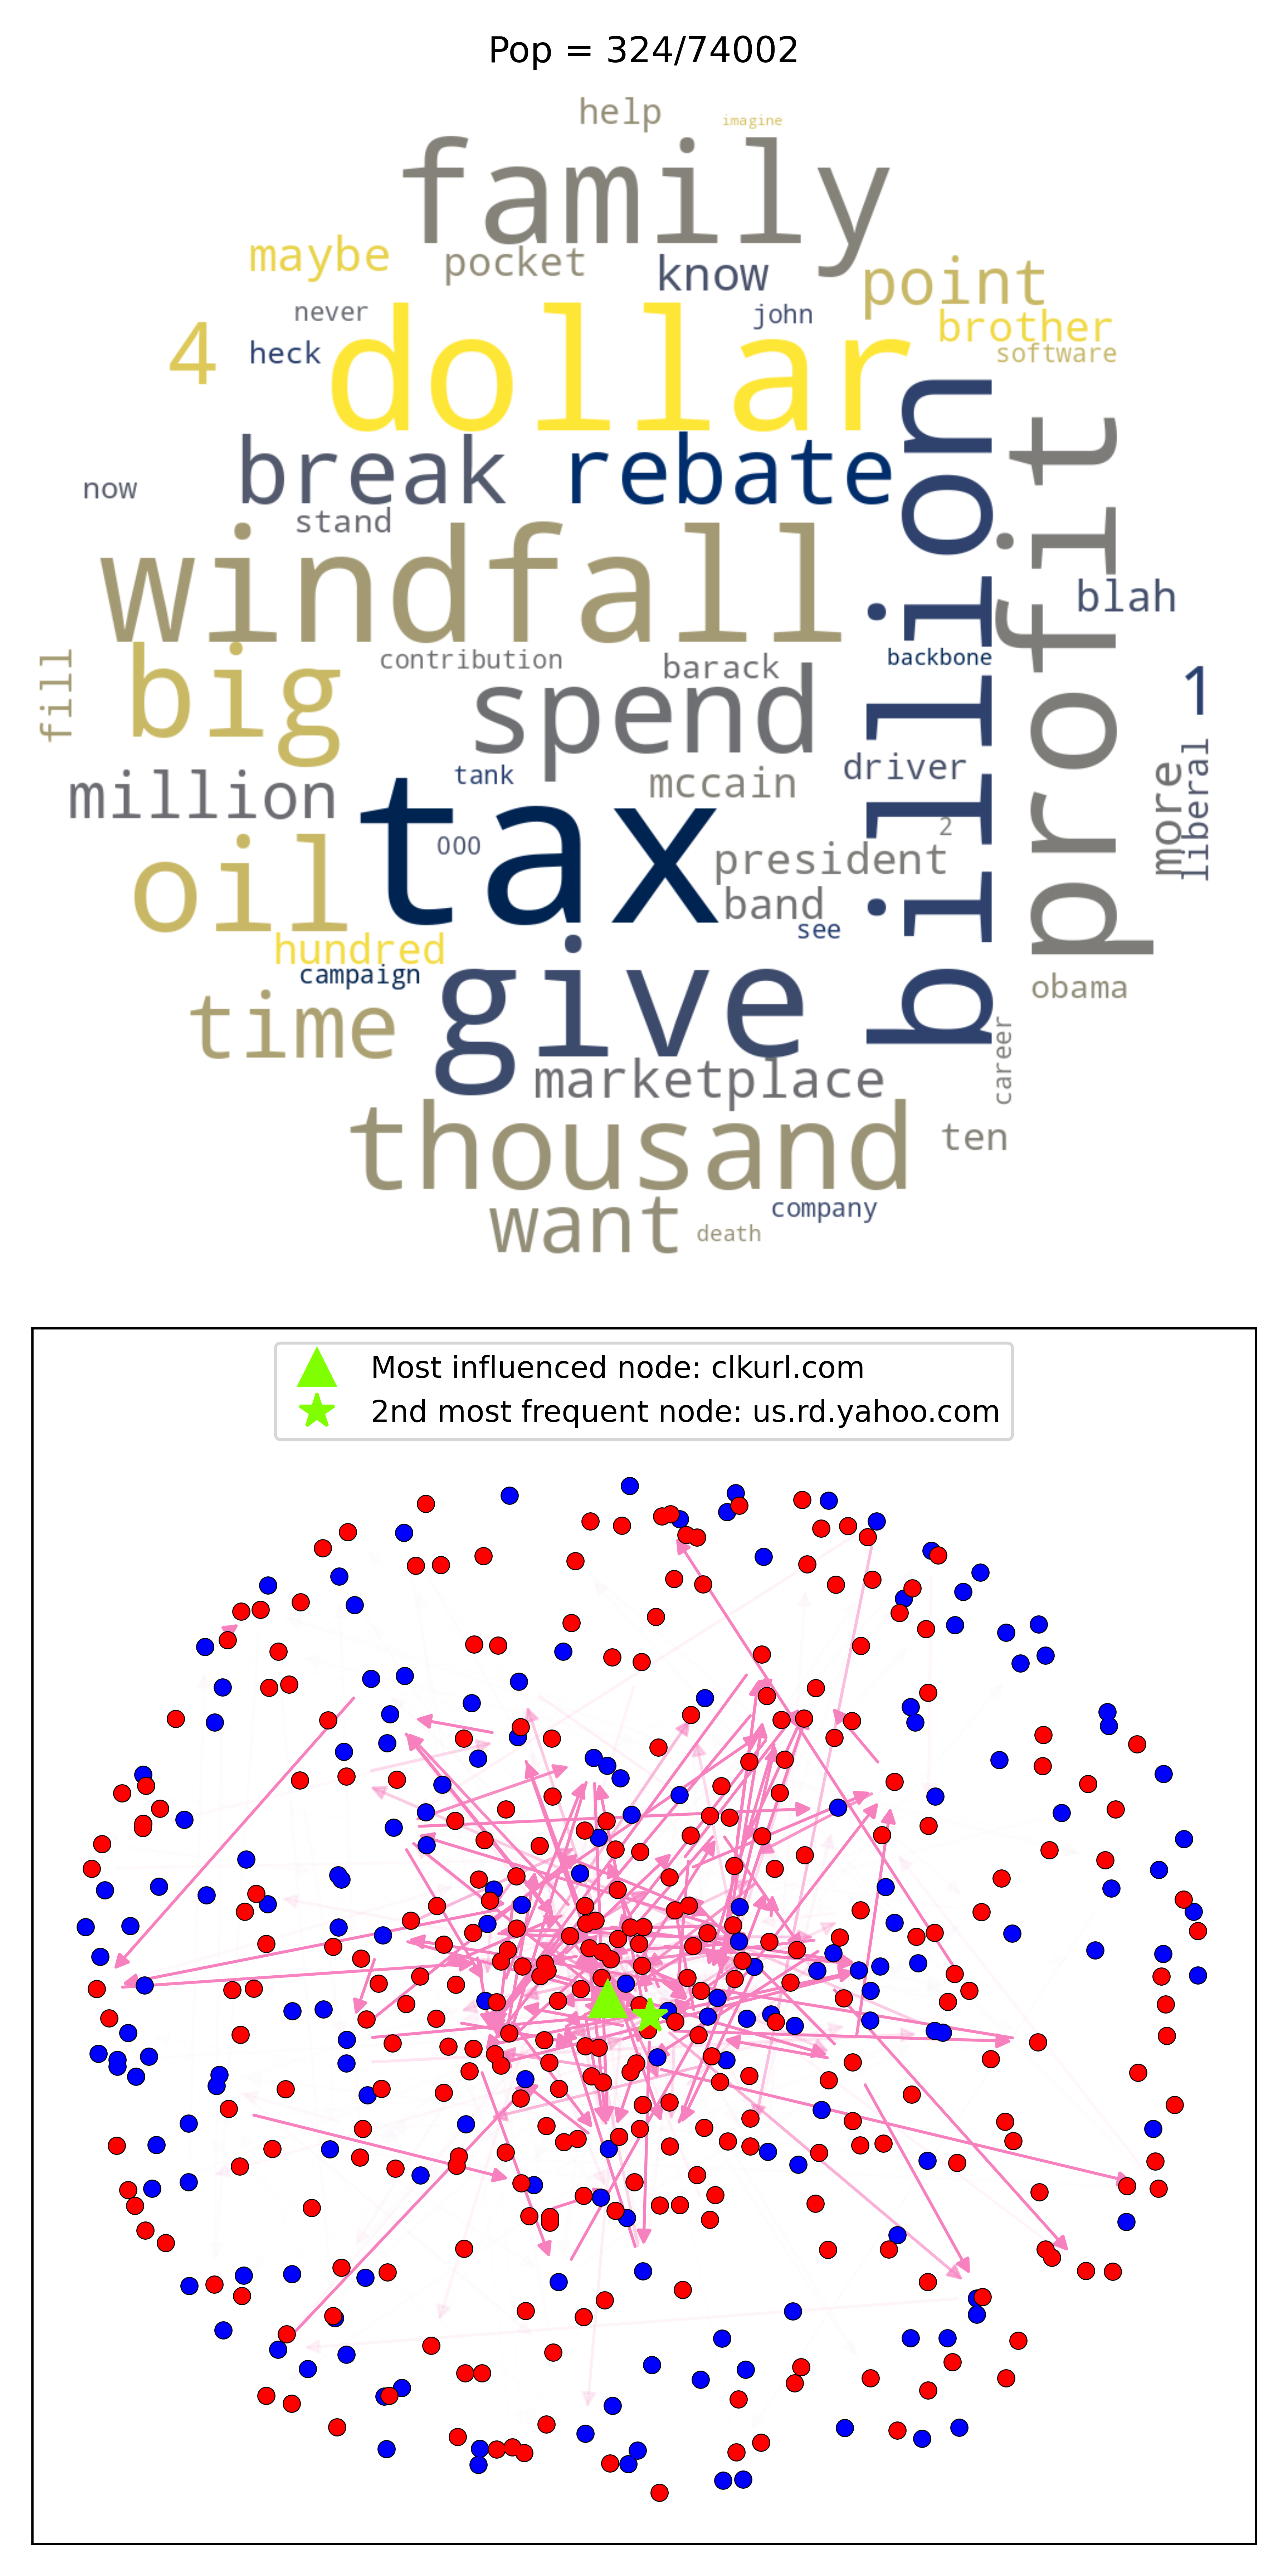 Pop = 324/74002
help
imagine
family
maybe
pocket
know
point
never
john
brother
4
heck
dollar
software
break
rebate
billion
profit
now
stand
windfall
blah
contribution
barack
backbone
fill
big
spend
1
million
tank
mccain
driver
more
liberal
oil
000
tax
2
president
band
hundred
see
campaign
give
obama
time
career
marketplace
thousand
ten
want
death
company
Most influenced node: clkurl.com
2nd most frequent node: us.rd.yahoo.com